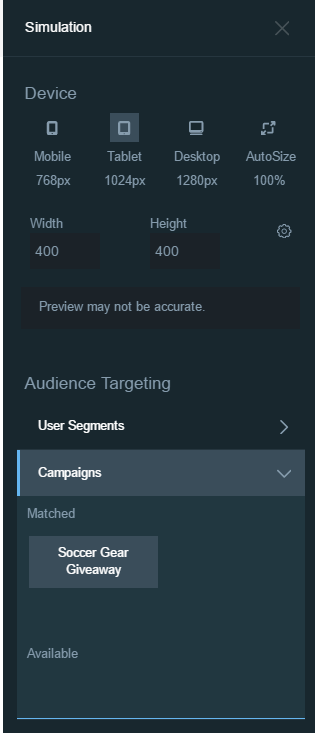 Simulation
Device
Mobile Tablet Desktop AutoSize
768px 1024px 1280px 100%
Width Height
400 400
Preview may not be accurate.
Audience Targeting
User Segments
Campaigns
Matched
Soccer Gear
Giveaway
Available